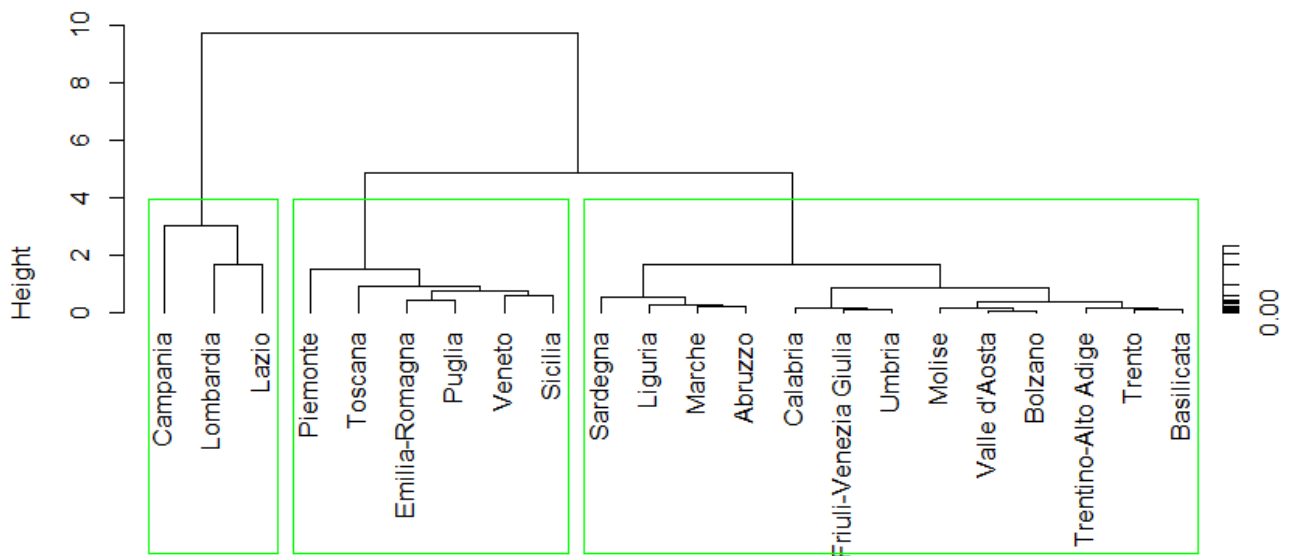 Height
10
8
6
4
2
0
Campania
Lombardia
Lazio
Piemonte
Toscana
Emilia-Romagna
Puglia
Veneto
Sicilia
Sardegna
Liguria
Marche
Abruzzo
Calabria
Friuli-Venezia Giulia
Umbria
Molise
Valle d'Aosta
Bolzano
Trentino-Alto Adige
Trento
Basilicata
0.00